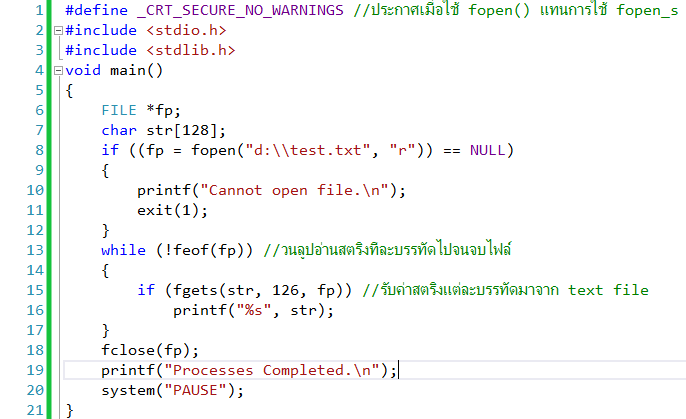 1 #define _CRT_SECURE_NO_WARNINGS //ประกาศเมื่อใช้ fopen() แทนการใช้ fopen_s
2 #include <stdio.h>
3 #include <stdlib.h>
4 void main()
5 {
6 FILE *fp;
7 char str[128];
8 if ((fp = fopen("d:\\test.txt", "r")) == NULL)
9 {
10 printf("Cannot open file.\n");
11 exit(1);
12 }
13 while (!feof(fp)) //วนลูปอ่านสตริงทีละบรรทัดไปจนจบไฟล์
14 {
15 if (fgets(str, 126, fp)) //รับค่าสตริงแต่ละบรรทัดมาจาก text file
16 printf("%s", str);
17 }
18 fclose(fp);
19 printf("Processes Completed.\n");
20 system("PAUSE");
21 }